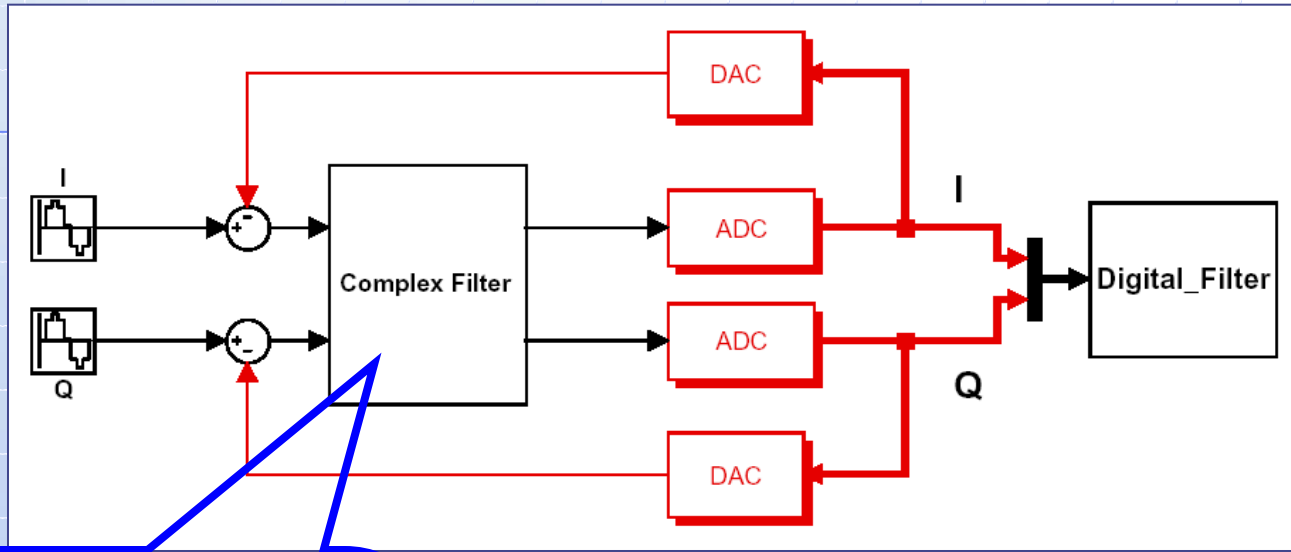 DAC
I
I
ADC
Complex Filter
Digital_Filter
ADC
Q
Q
DAC